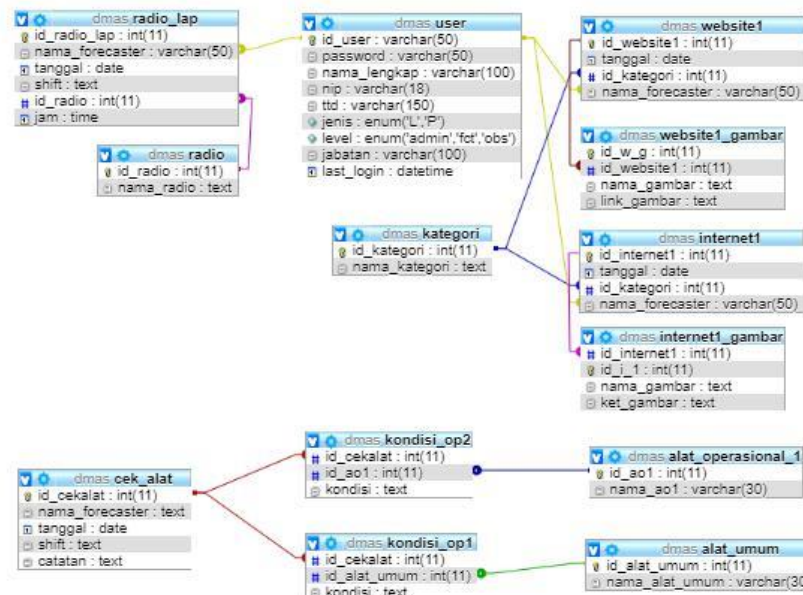 dmas radio_lap
id_radio_lap : int(11)
nama_forecaster : varchar(50)
tanggal : date
shift : text
id_radio : int(11)
jam : time
dmas radio
id_radio : int(11)
nama_radio : text
dmas user
id_user : varchar(50)
password : varchar(50)
nama_lengkap : varchar(100)
nip : varchar(18)
ttd : varchar(150)
jenis : enum('L','P')
level : enum('admin','fct','obs')
jabatan : varchar(100)
last_login : datetime
dmas kategori
id_kategori : int(11)
nama_kategori : text
dmas website1
id_website1 : int(11)
tanggal : date
id_kategori : int(11)
nama_forecaster : varchar(50)
dmas website1_gambar
id_w_g : int(11)
id_website1 : int(11)
nama_gambar : text
link_gambar : text
dmas internet1
id_internet1 : int(11)
tanggal : date
id_kategori : int(11)
nama_forecaster : varchar(50)
dmas internet1_gambar
id_internet1 : int(11)
id_i_1 : int(11)
nama_gambar : text
ket_gambar : text
dmas cek_alat
id_cekalat : int(11)
nama_forecaster : text
tanggal : date
shift : text
catatan : text
dmas kondisi_op2
id_cekalat : int(11)
id_ao1 : int(11)
kondisi : text
dmas kondisi_op1
id_cekalat : int(11)
id_alat_umum : int(11)
kondisi : text
dmas alat_operasional_1
id_ao1 : int(11)
nama_ao1 : varchar(30)
dmas alat_umum
id_alat_umum : int(11)
nama_alat_umum : varchar(30